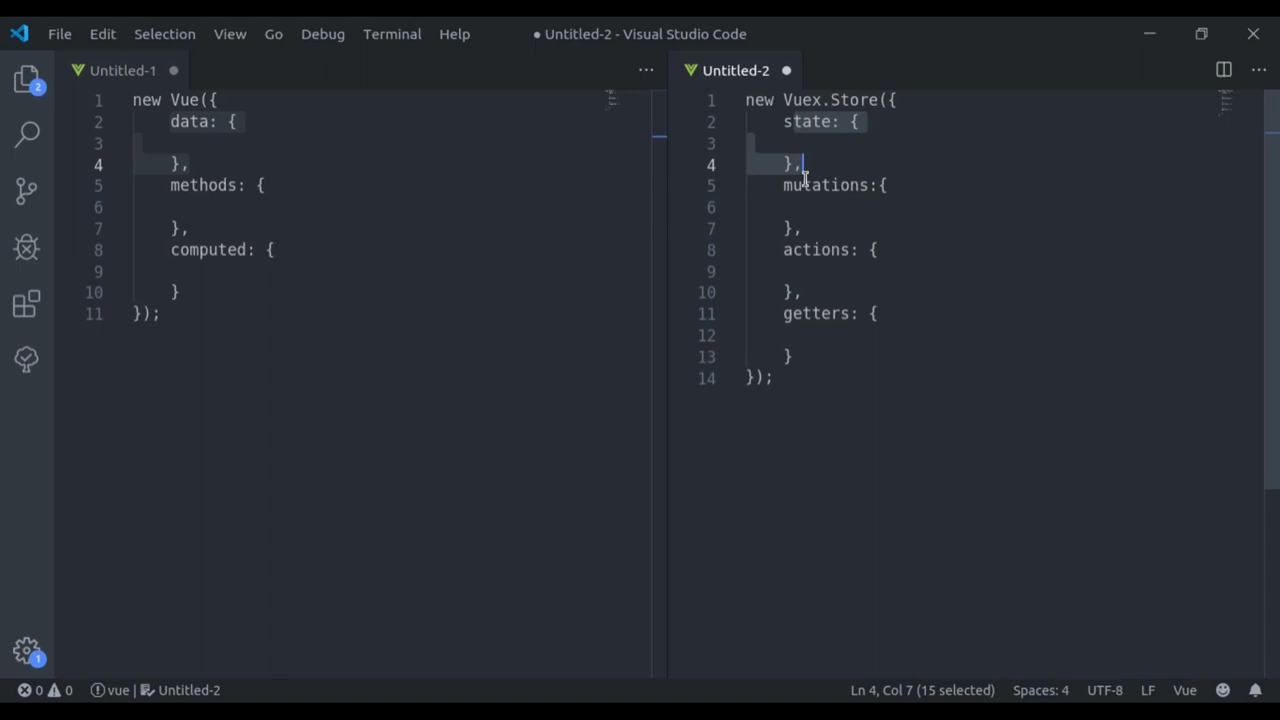 File Edit Selection View Go Debug Terminal Help ● Untitled-2 - Visual Studio Code
2
1
Untitled-1
1 new Vue({
2 data: {
3
4 },
5 methods: {
6
7 },
8 computed: {
9
10 }
11 });
Untitled-2
1 new Vuex.Store({
2 state: {
3
4 },
5 mutations:{
6
7 },
8 actions: {
9
10 },
11 getters: {
12
13 }
14 });
0 0 vue | Untitled-2 Ln 4, Col 7 (15 selected) Spaces: 4 UTF-8 LF Vue